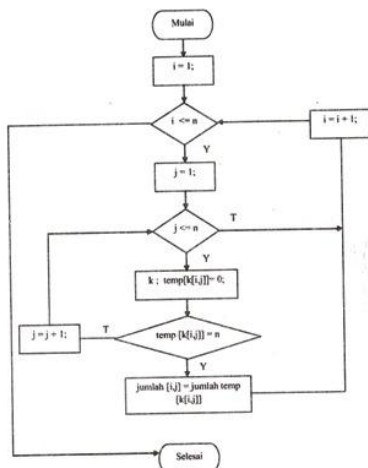 Mulai
i = 1;
i <= n
i = i + 1;
Y
j = 1;
j <= n
T
Y
k ; temp[k[i,j]]= 0;
j = j + 1;
T
temp [k[i,j]] = n
Y
jumlah [i,j] = jumlah temp
[k[i,j]]
Selesai